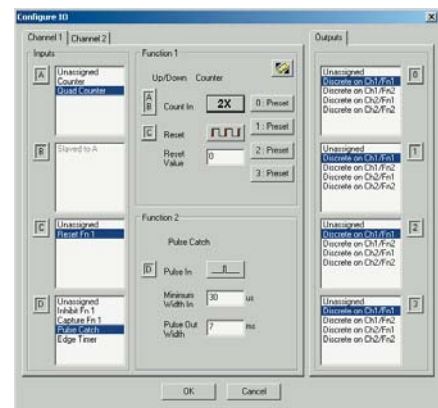 Configure IO
Channel 1
Channel 2
Inputs
A
Unassigned
Counter
Quad Counter
B
Slaved to A
C
Unassigned
Reset Fn 1
D
Unassigned
Inhibit Fn 1
Capture Fn 1
Pulse Catch
Edge Timer
Function 1
Up/Down Counter
A
B
Count In
2X
C
Reset
Reset Value
0
0 : Preset
1 : Preset
2 : Preset
3 : Preset
Function 2
Pulse Catch
D
Pulse In
Minimum Width In
30
us
Pulse Out Width
7
ms
Outputs
Unassigned
Discrete on Ch1/Fn1
Discrete on Ch1/Fn2
Discrete on Ch2/Fn1
Discrete on Ch2/Fn2
0
Unassigned
Discrete on Ch1/Fn1
Discrete on Ch1/Fn2
Discrete on Ch2/Fn1
Discrete on Ch2/Fn2
1
Unassigned
Discrete on Ch1/Fn1
Discrete on Ch1/Fn2
Discrete on Ch2/Fn1
Discrete on Ch2/Fn2
2
Unassigned
Discrete on Ch1/Fn1
Discrete on Ch1/Fn2
Discrete on Ch2/Fn1
Discrete on Ch2/Fn2
3
OK
Cancel